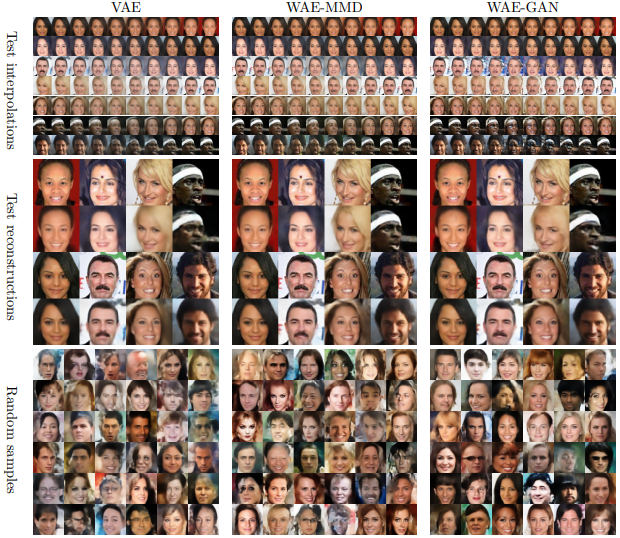 VAE
WAE-MMD
WAE-GAN
Test interpolations
Test reconstructions
Random samples